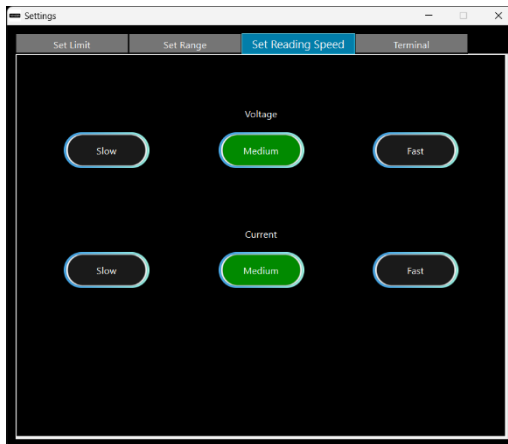 Settings
Set Limit Set Range Set Reading Speed Terminal
Voltage
Slow Medium Fast
Current
Slow Medium Fast